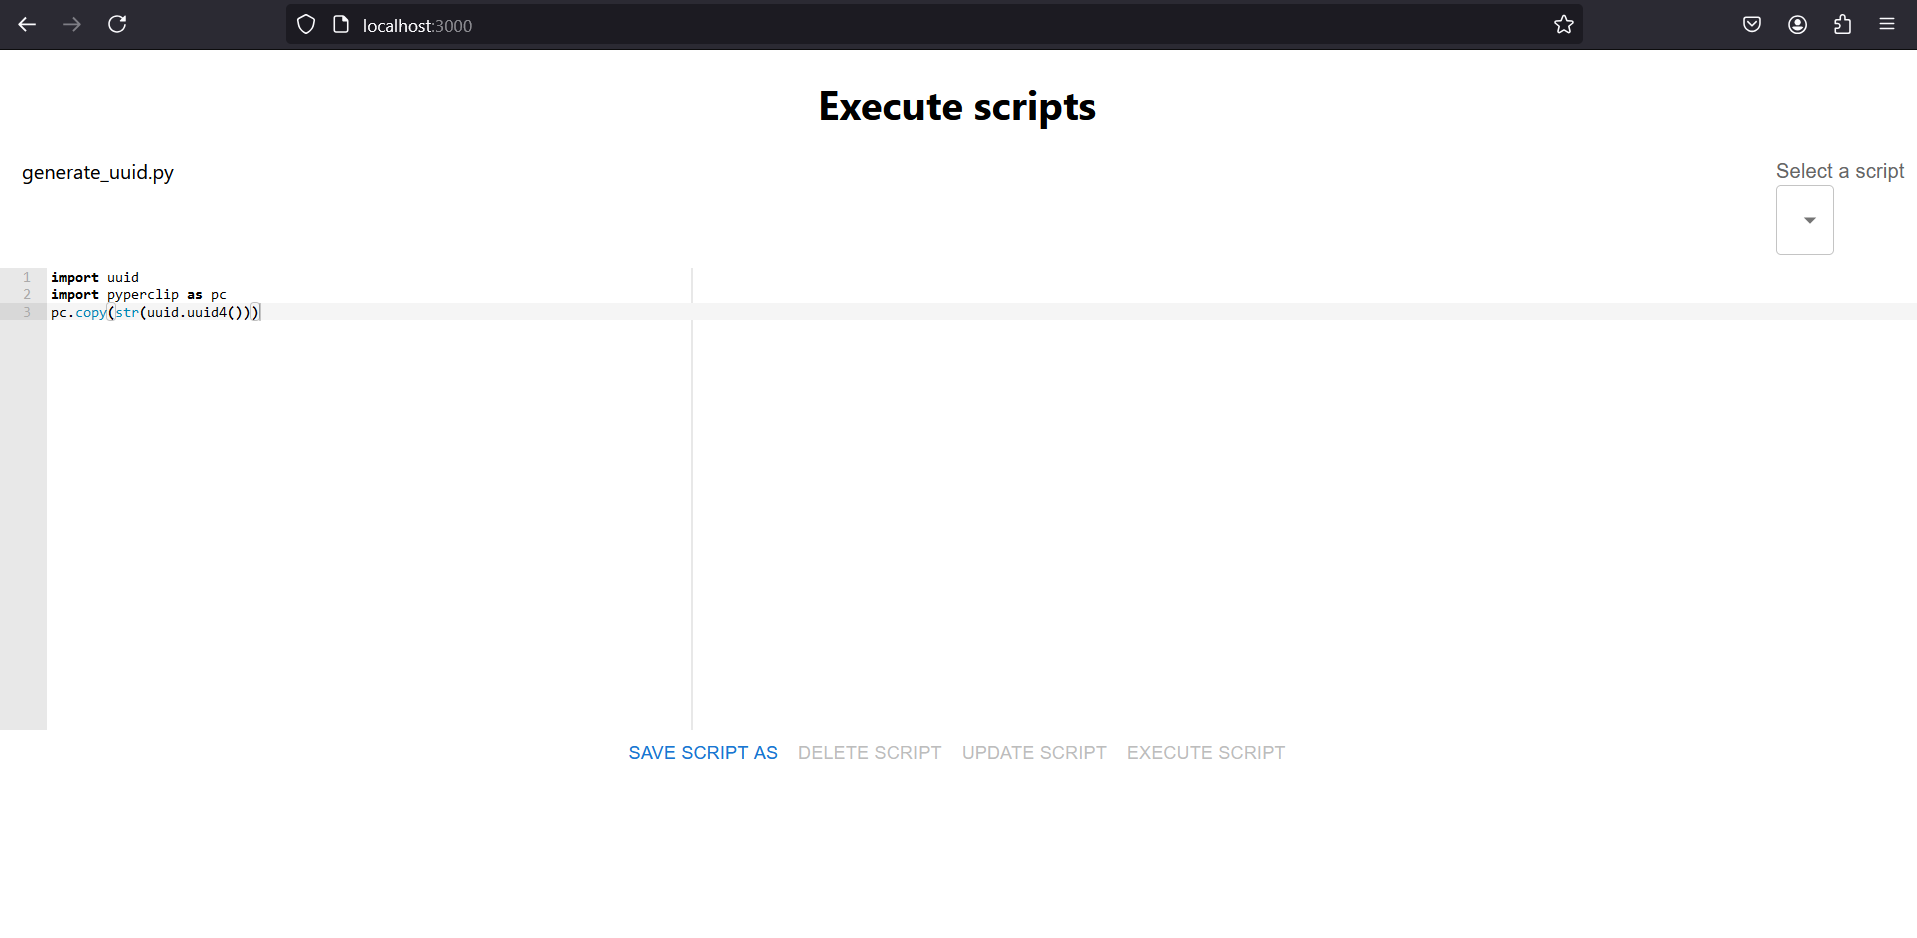 localhost:3000
Execute scripts
generate_uuid.py
Select a script
1 import uuid
2 import pyperclip as pc
3 pc.copy(str(uuid.uuid4()))
SAVE SCRIPT AS DELETE SCRIPT UPDATE SCRIPT EXECUTE SCRIPT